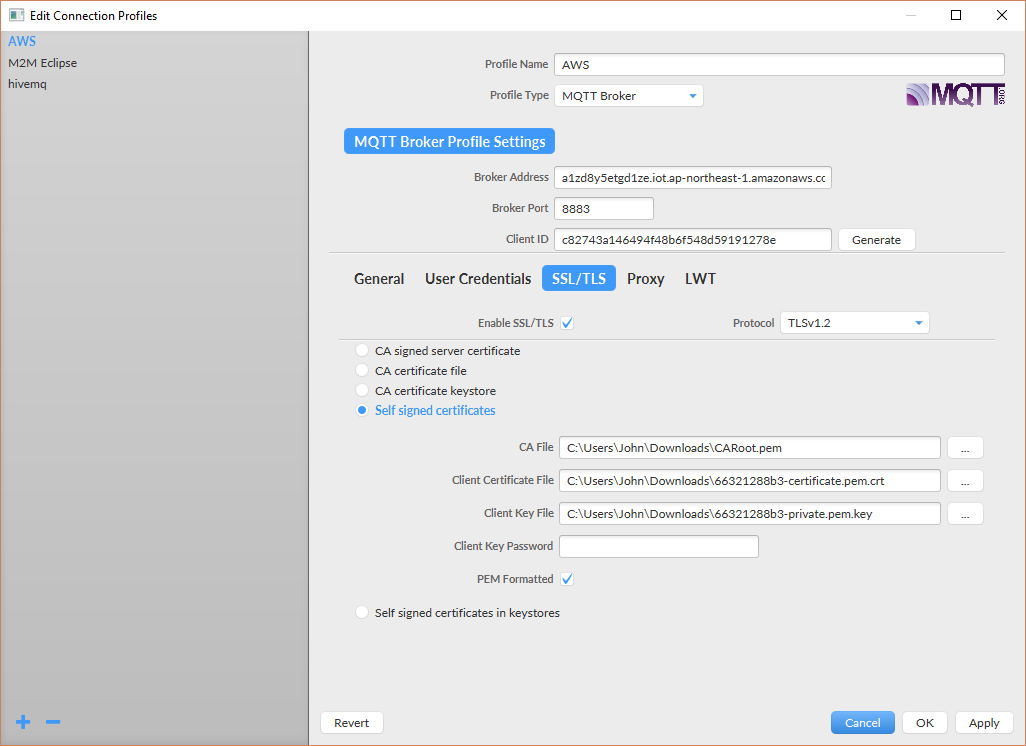 Edit Connection Profiles
AWS
M2M Eclipse
hivemq
Profile Name AWS
Profile Type MQTT Broker
MQTT.ORG
MQTT Broker Profile Settings
Broker Address a1zd8y5etgd1ze.iot.ap-northeast-1.amazonaws.cc
Broker Port 8883
Client ID c82743a146494f48b6f548d59191278e Generate
General User Credentials SSL/TLS Proxy LWT
Enable SSL/TLS Protocol TLSv1.2
CA signed server certificate
CA certificate file
CA certificate keystore
Self signed certificates
CA File C:\Users\John\Downloads\CARoot.pem ...
Client Certificate File C:\Users\John\Downloads\66321288b3-certificate.pem.crt ...
Client Key File C:\Users\John\Downloads\66321288b3-private.pem.key ...
Client Key Password
PEM Formatted
Self signed certificates in keystores
Revert Cancel OK Apply